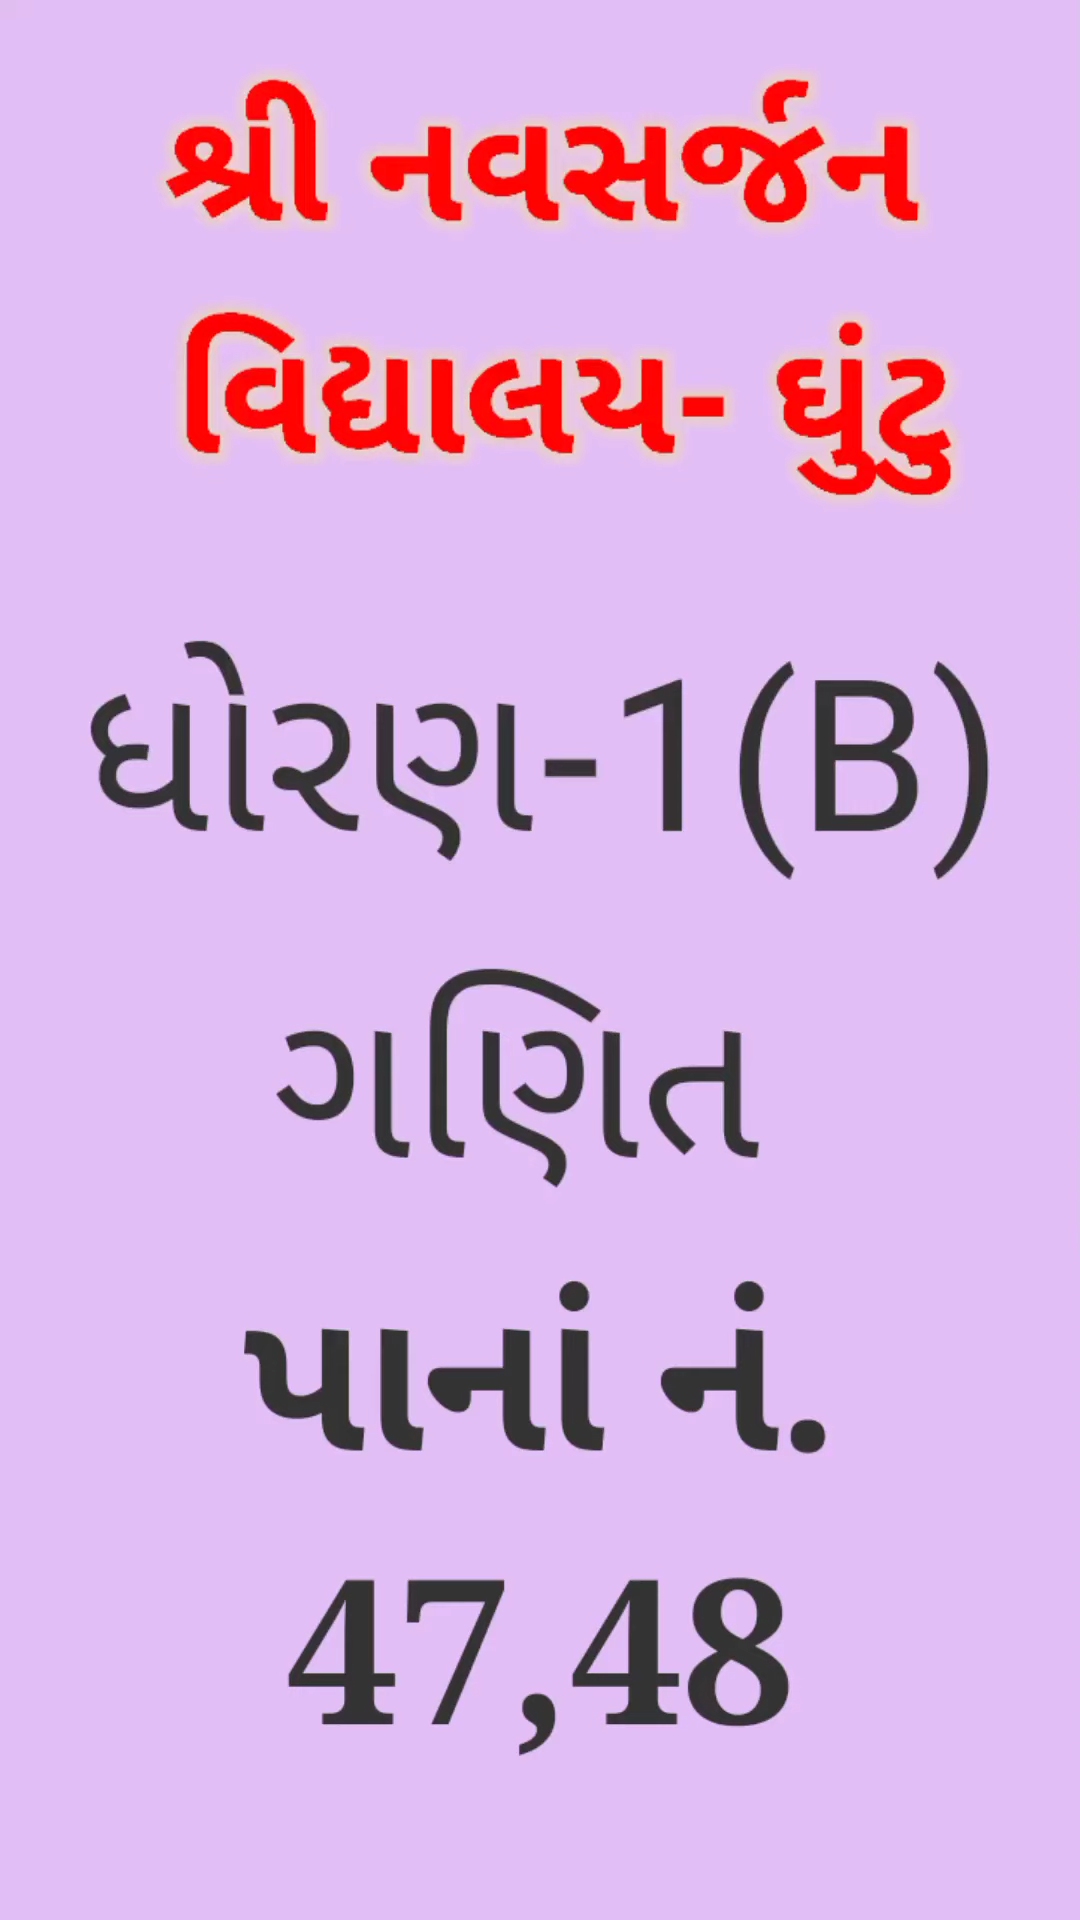 શ્રી નવસર્જન
વિદ્યાલય- ઘુંટુ
ધોરણ-1(B)
ગણિત
પાનાં નં.
47,48